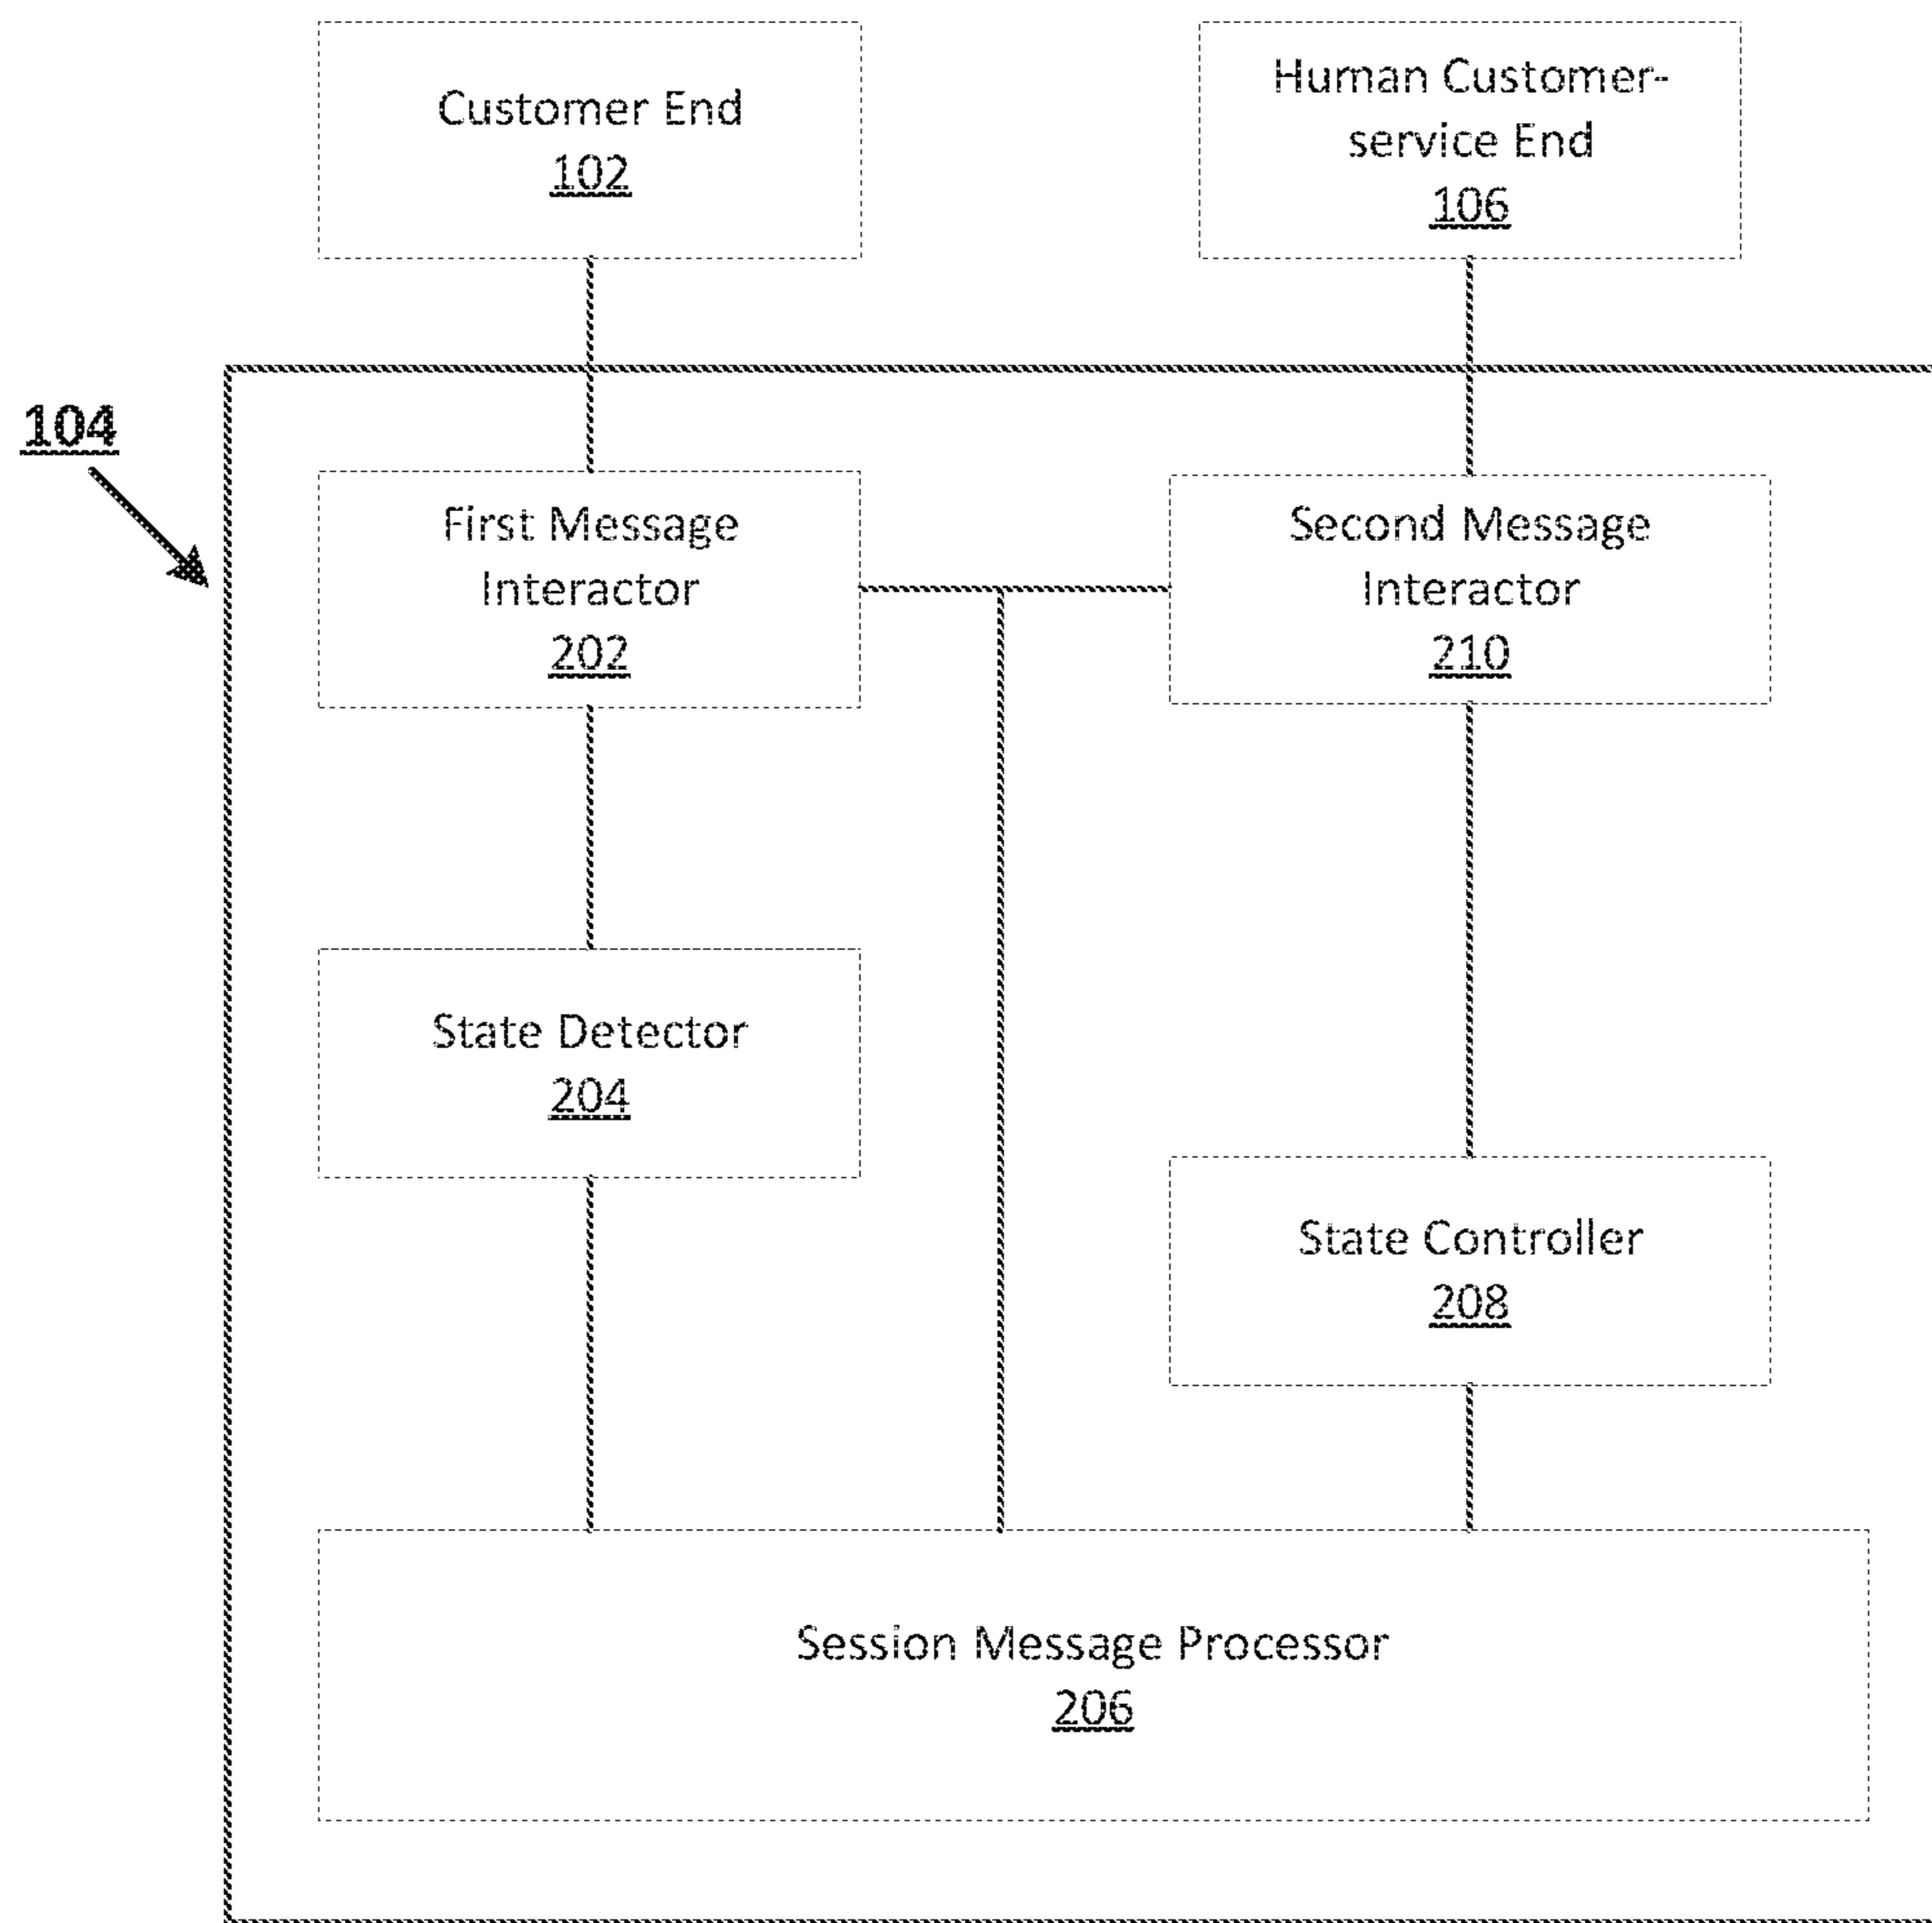 Customer End
102
Human Customer-
service End
106
104
First Message
Interactor
202
Second Message
Interactor
210
State Detector
204
State Controller
208
Session Message Processor
206